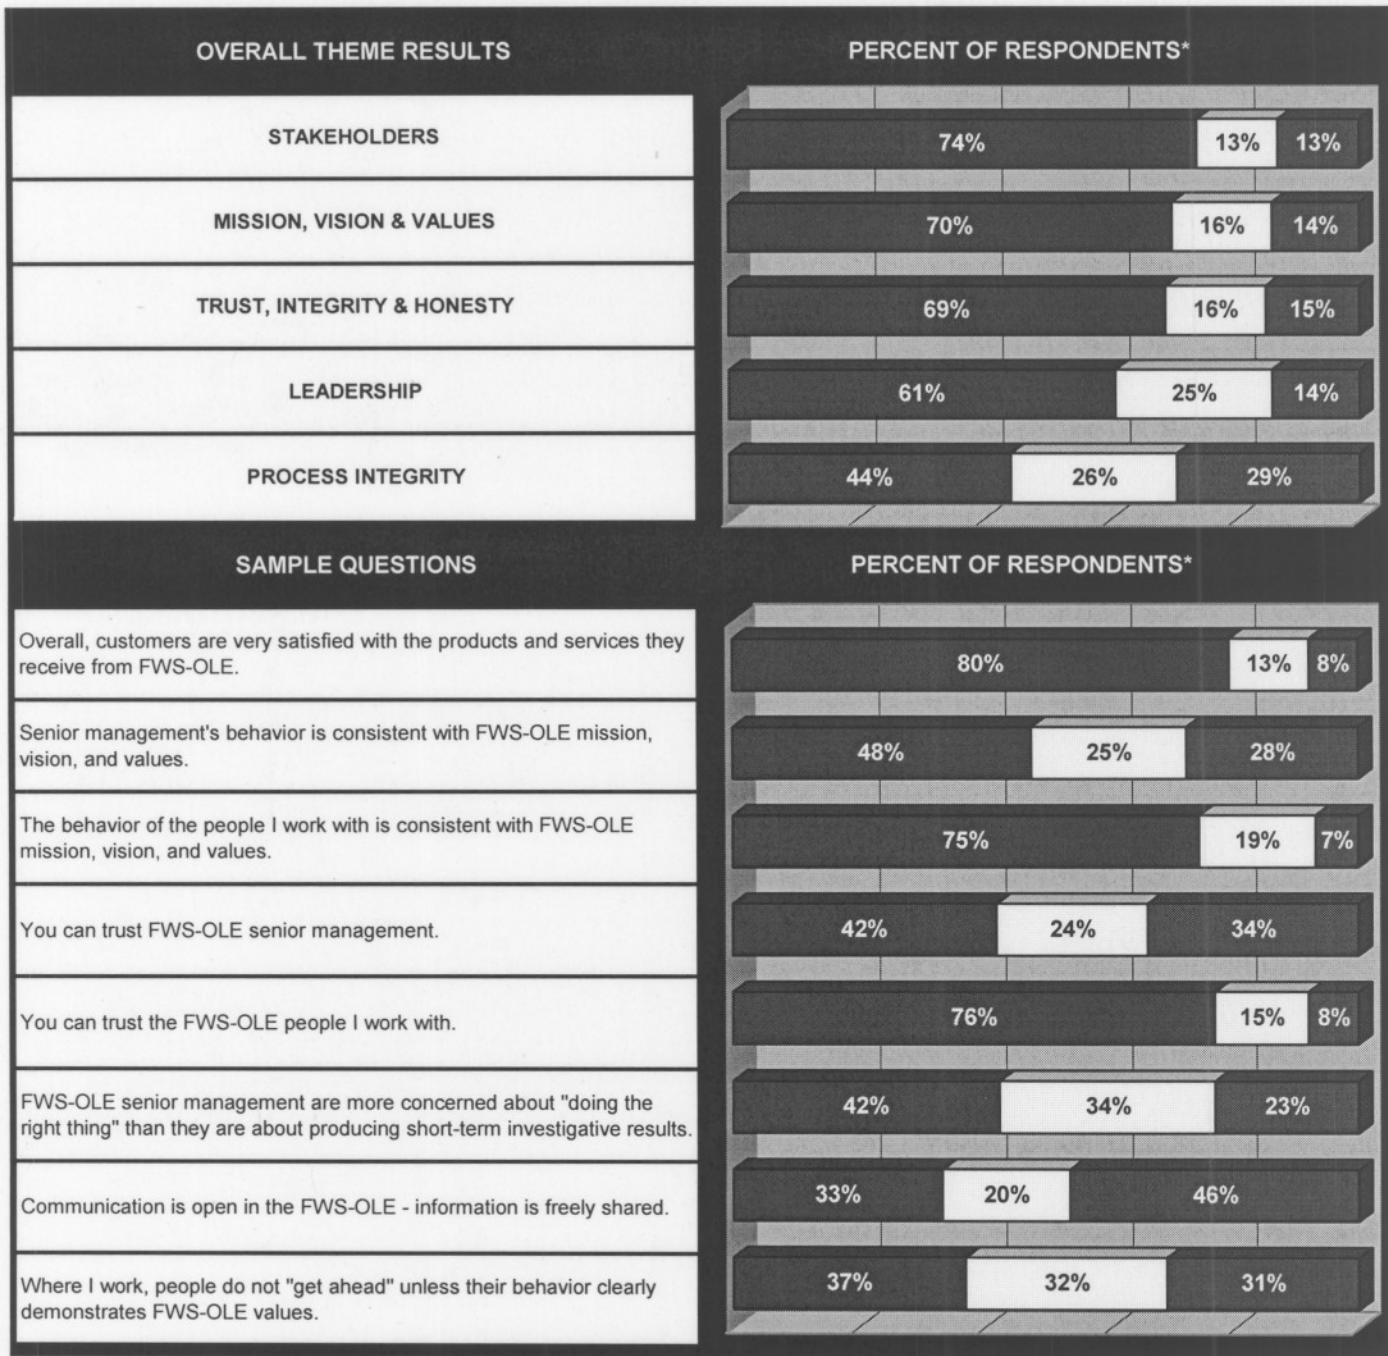 OVERALL THEME RESULTS
PERCENT OF RESPONDENTS*
STAKEHOLDERS
74% 13% 13%
MISSION, VISION & VALUES
70% 16% 14%
TRUST, INTEGRITY & HONESTY
69% 16% 15%
LEADERSHIP
61% 25% 14%
PROCESS INTEGRITY
44% 26% 29%
SAMPLE QUESTIONS
PERCENT OF RESPONDENTS*
Overall, customers are very satisfied with the products and services they
receive from FWS-OLE.
80% 13% 8%
Senior management's behavior is consistent with FWS-OLE mission,
vision, and values.
48% 25% 28%
The behavior of the people I work with is consistent with FWS-OLE
mission, vision, and values.
75% 19% 7%
You can trust FWS-OLE senior management.
42% 24% 34%
You can trust the FWS-OLE people I work with.
76% 15% 8%
FWS-OLE senior management are more concerned about "doing the
right thing" than they are about producing short-term investigative results.
42% 34% 23%
Communication is open in the FWS-OLE - information is freely shared.
33% 20% 46%
Where I work, people do not "get ahead" unless their behavior clearly
demonstrates FWS-OLE values.
37% 32% 31%